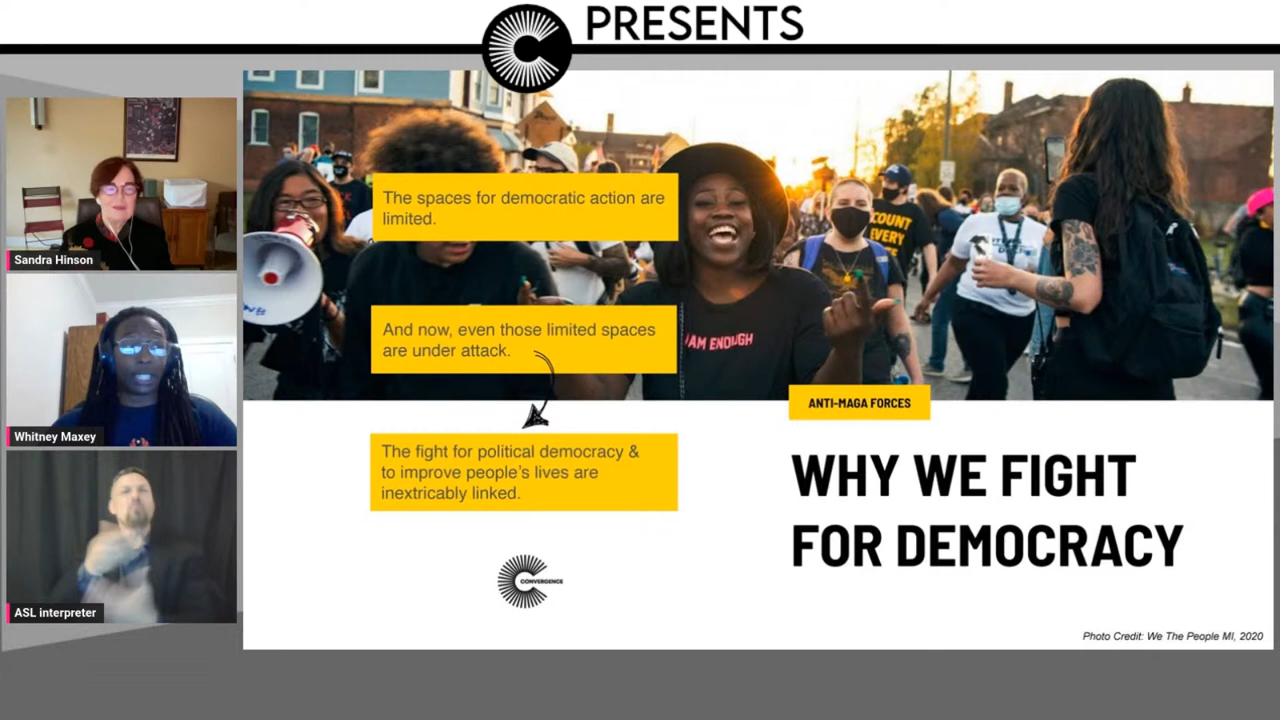 PRESENTS
Sandra Hinson
Whitney Maxey
ASL interpreter
The spaces for democratic action are
limited.
And now, even those limited spaces
are under attack.
The fight for political democracy &
to improve people's lives are
inextricably linked.
CONVERGENCE
COUNT
EVERY
I AM ENOUGH
ANTI-MAGA FORCES
WHY WE FIGHT
FOR DEMOCRACY
Photo Credit: We The People MI, 2020